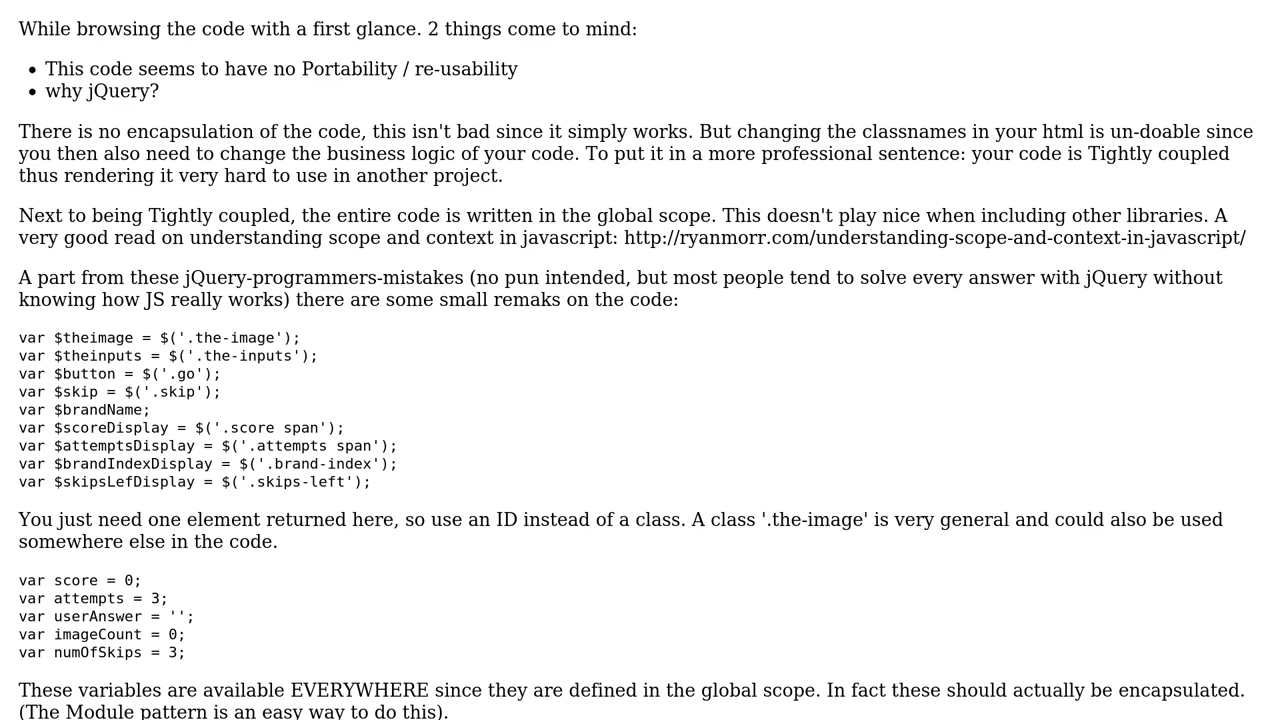 While browsing the code with a first glance. 2 things come to mind:
• This code seems to have no Portability / re-usability
• why jQuery?
There is no encapsulation of the code, this isn't bad since it simply works. But changing the classnames in your html is un-doable since
you then also need to change the business logic of your code. To put it in a more professional sentence: your code is Tightly coupled
thus rendering it very hard to use in another project.
Next to being Tightly coupled, the entire code is written in the global scope. This doesn't play nice when including other libraries. A
very good read on understanding scope and context in javascript: http://ryanmorr.com/understanding-scope-and-context-in-javascript/
A part from these jQuery-programmers-mistakes (no pun intended, but most people tend to solve every answer with jQuery without
knowing how JS really works) there are some small remaks on the code:
var $theimage = $('.the-image');
var $theinputs = $('.the-inputs');
var $button = $('.go');
var $skip = $('.skip');
var $brandName;
var $scoreDisplay = $('.score span');
var $attemptsDisplay = $('.attempts span');
var $brandIndexDisplay = $('.brand-index');
var $skipsLefDisplay = $('.skips-left');
You just need one element returned here, so use an ID instead of a class. A class '.the-image' is very general and could also be used
somewhere else in the code.
var score = 0;
var attempts = 3;
var userAnswer = '';
var imageCount = 0;
var numOfSkips = 3;
These variables are available EVERYWHERE since they are defined in the global scope. In fact these should actually be encapsulated.
(The Module pattern is an easy way to do this).